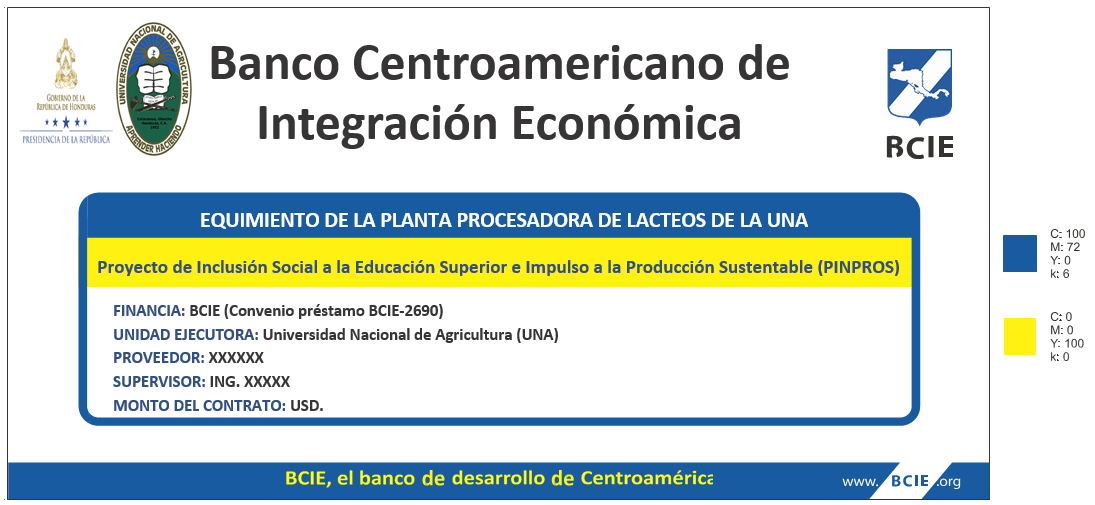 Banco Centroamericano de
Integración Económica
GOBIERNO DE LA
REPÚBLICA DE HONDURAS
PRESIDENCIA DE LA REPÚBLICA
UNIVERSIDAD NACIONAL DE AGRICULTURA
APRENDER HACIENDO
BCIE
EQUIMIENTO DE LA PLANTA PROCESADORA DE LACTEOS DE LA UNA
Proyecto de Inclusión Social a la Educación Superior e Impulso a la Producción Sustentable (PINPROS)
FINANCIA: BCIE (Convenio préstamo BCIE-2690)
UNIDAD EJECUTORA: Universidad Nacional de Agricultura (UNA)
PROVEEDOR: XXXXXX
SUPERVISOR: ING. XXXXX
MONTO DEL CONTRATO: USD.
BCIE, el banco de desarrollo de Centroamérica
www. BCIE .org
C: 100
M: 72
Y: 0
k: 6
C: 0
M: 0
Y: 100
k: 0